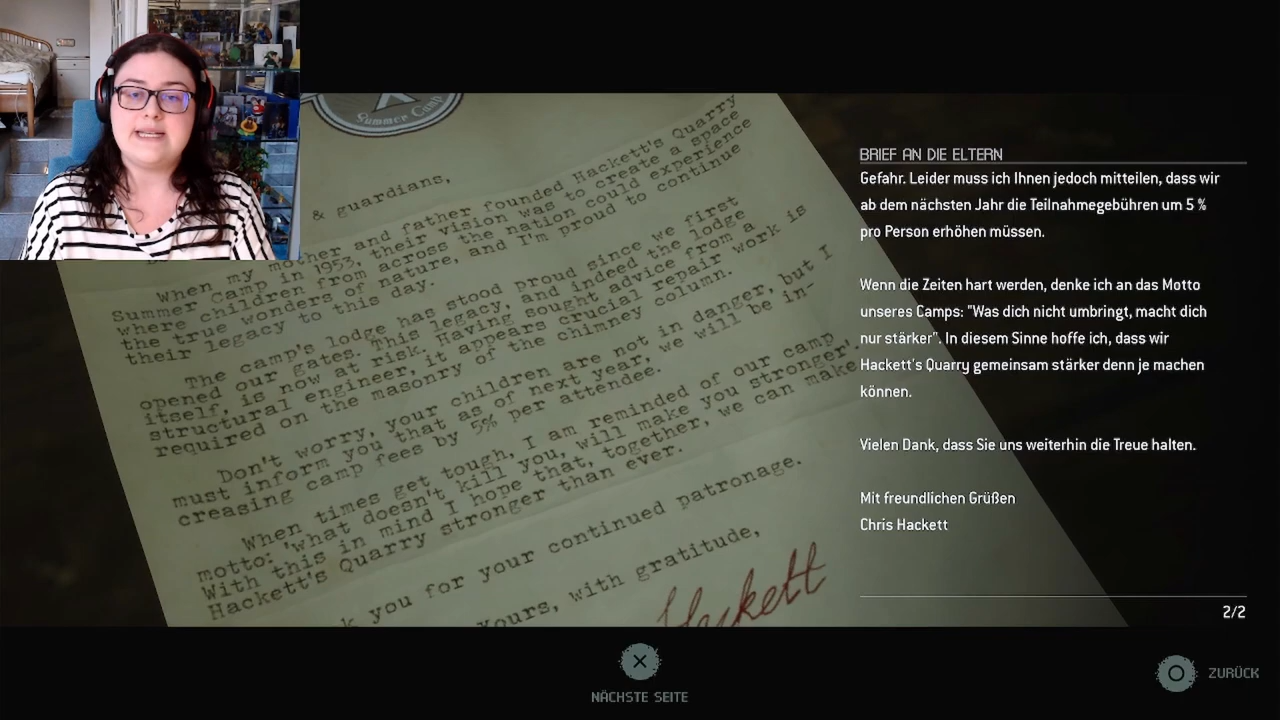 Summer Camp
& guardians,
When my mother and father founded Hackett's Quarry
Summer Camp in 1953, their vision was to create a space
where children from across the nation could experience
the true wonders of nature, and I'm proud to continue
their legacy to this day.
The camp's lodge has stood proud since we first
opened our gates. This legacy, and indeed the lodge
itself, is now at risk. Having sought advice from a
structural engineer, it appears crucial repair work is
required on the masonry of the chimney column.
Don't worry, your children are not in danger, but I
must inform you that as of next year, we will be in-
creasing camp fees by 5% per attendee.
When times get tough, I am reminded of our camp
motto: 'what doesn't kill you, will make you stronger'.
With this in mind I hope that, together, we can make
Hackett's Quarry stronger than ever.
k you for your continued patronage.
yours, with gratitude,
Hackett
BRIEF AN DIE ELTERN
Gefahr. Leider muss ich Ihnen jedoch mitteilen, dass wir
ab dem nächsten Jahr die Teilnahmegebühren um 5 %
pro Person erhöhen müssen.
Wenn die Zeiten hart werden, denke ich an das Motto
unseres Camps: "Was dich nicht umbringt, macht dich
nur stärker". In diesem Sinne hoffe ich, dass wir
Hackett's Quarry gemeinsam stärker denn je machen
können.
Vielen Dank, dass Sie uns weiterhin die Treue halten.
Mit freundlichen Grüßen
Chris Hackett
2/2
NÄCHSTE SEITE
ZURÜCK